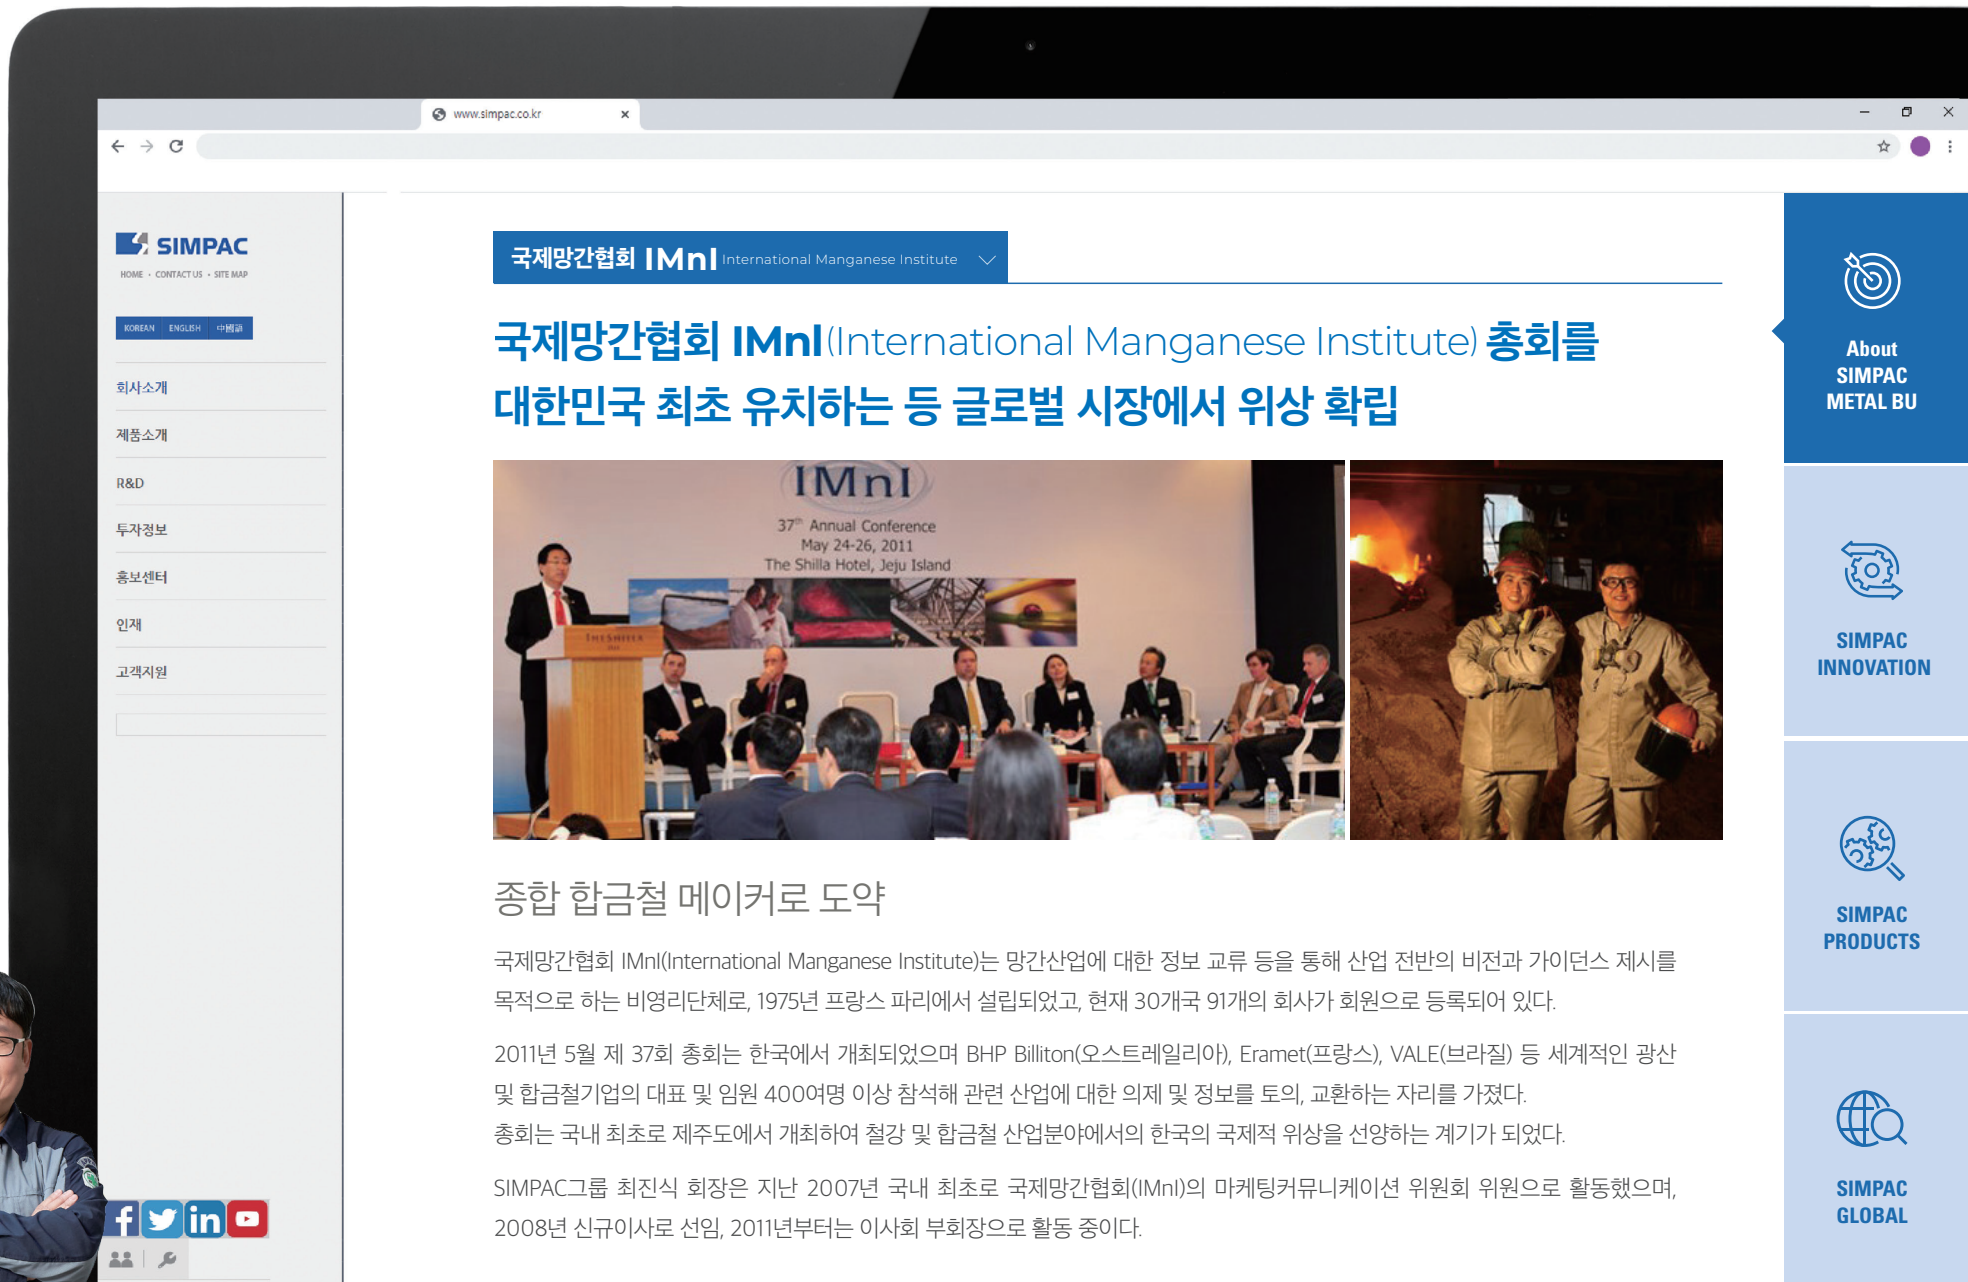 www.simpac.co.kr
SIMPAC
HOME • CONTACT US • SITE MAP
KOREAN ENGLISH 中國語
회사소개
제품소개
R&D
투자정보
홍보센터
인재
고객지원
국제망간협회 IMnI International Manganese Institute
국제망간협회 IMnI(International Manganese Institute) 총회를
대한민국 최초 유치하는 등 글로벌 시장에서 위상 확립
IMnI
37th Annual Conference
May 24-26, 2011
The Shilla Hotel, Jeju Island
THE SHILLA
종합 합금철 메이커로 도약
국제망간협회 IMnI(International Manganese Institute)는 망간산업에 대한 정보 교류 등을 통해 산업 전반의 비전과 가이던스 제시를
목적으로 하는 비영리단체로, 1975년 프랑스 파리에서 설립되었고, 현재 30개국 91개의 회사가 회원으로 등록되어 있다.
2011년 5월 제 37회 총회는 한국에서 개최되었으며 BHP Billiton(오스트레일리아), Eramet(프랑스), VALE(브라질) 등 세계적인 광산
및 합금철기업의 대표 및 임원 400여명 이상 참석해 관련 산업에 대한 의제 및 정보를 토의, 교환하는 자리를 가졌다.
총회는 국내 최초로 제주도에서 개최하여 철강 및 합금철 산업분야에서의 한국의 국제적 위상을 선양하는 계기가 되었다.
SIMPAC그룹 최진식 회장은 지난 2007년 국내 최초로 국제망간협회(IMnI)의 마케팅커뮤니케이션 위원회 위원으로 활동했으며,
2008년 신규이사로 선임, 2011년부터는 이사회 부회장으로 활동 중이다.
About
SIMPAC
METAL BU
SIMPAC
INNOVATION
SIMPAC
PRODUCTS
SIMPAC
GLOBAL
f
in